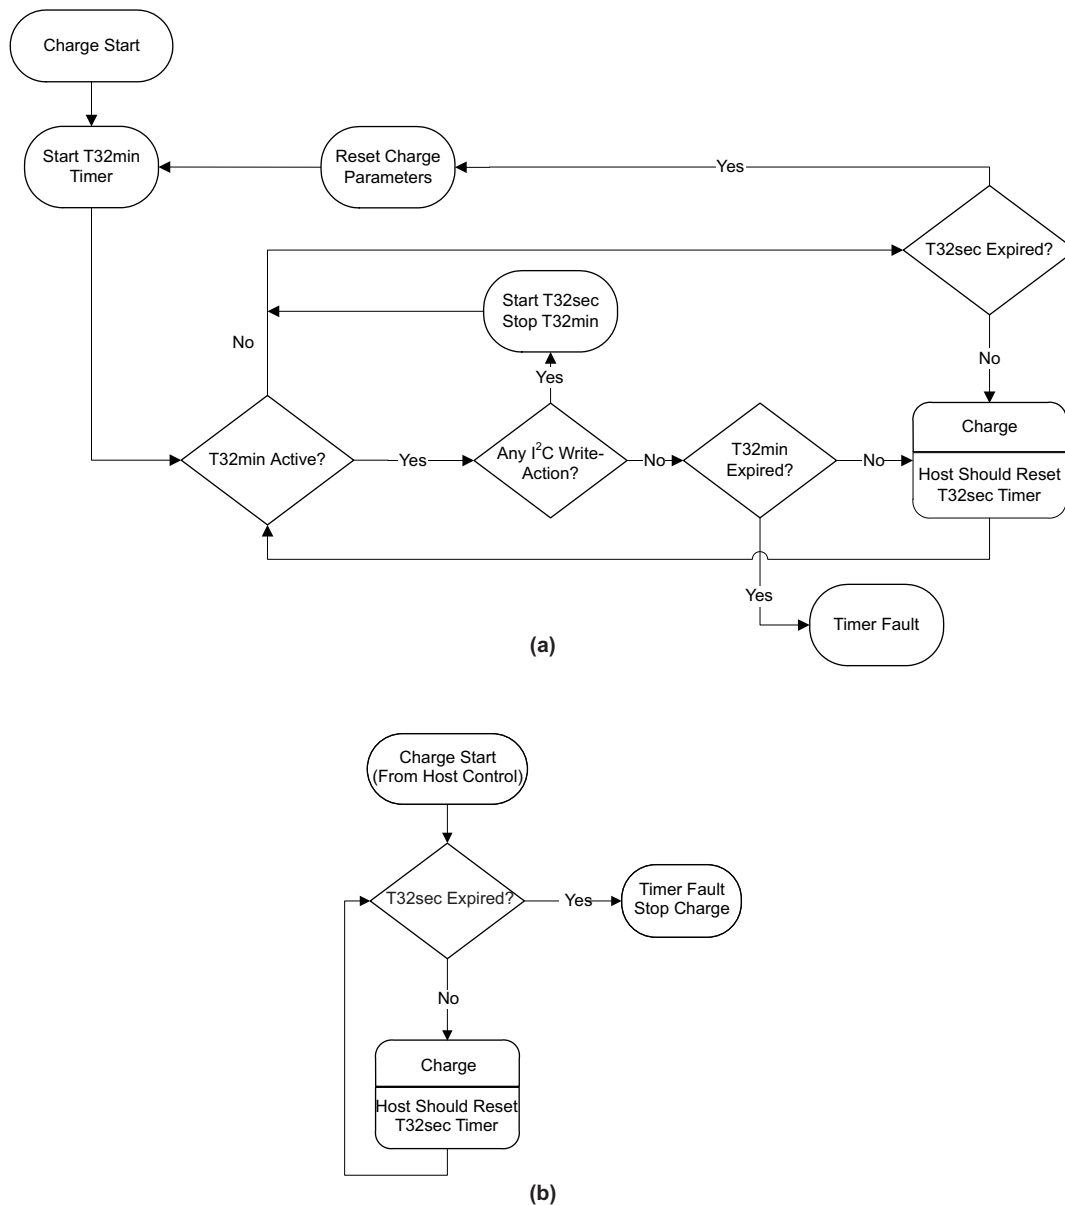 Charge Start
Start T32min
Timer
Reset Charge
Parameters
Yes
T32sec Expired?
Start T32sec
Stop T32min
No
Yes
No
T32min Active?
Yes
Any I²C Write-
Action?
No
T32min
Expired?
No
Charge
Host Should Reset
T32sec Timer
Yes
Timer Fault
(a)
Charge Start
(From Host Control)
T32sec Expired?
Yes
Timer Fault
Stop Charge
No
Charge
Host Should Reset
T32sec Timer
(b)